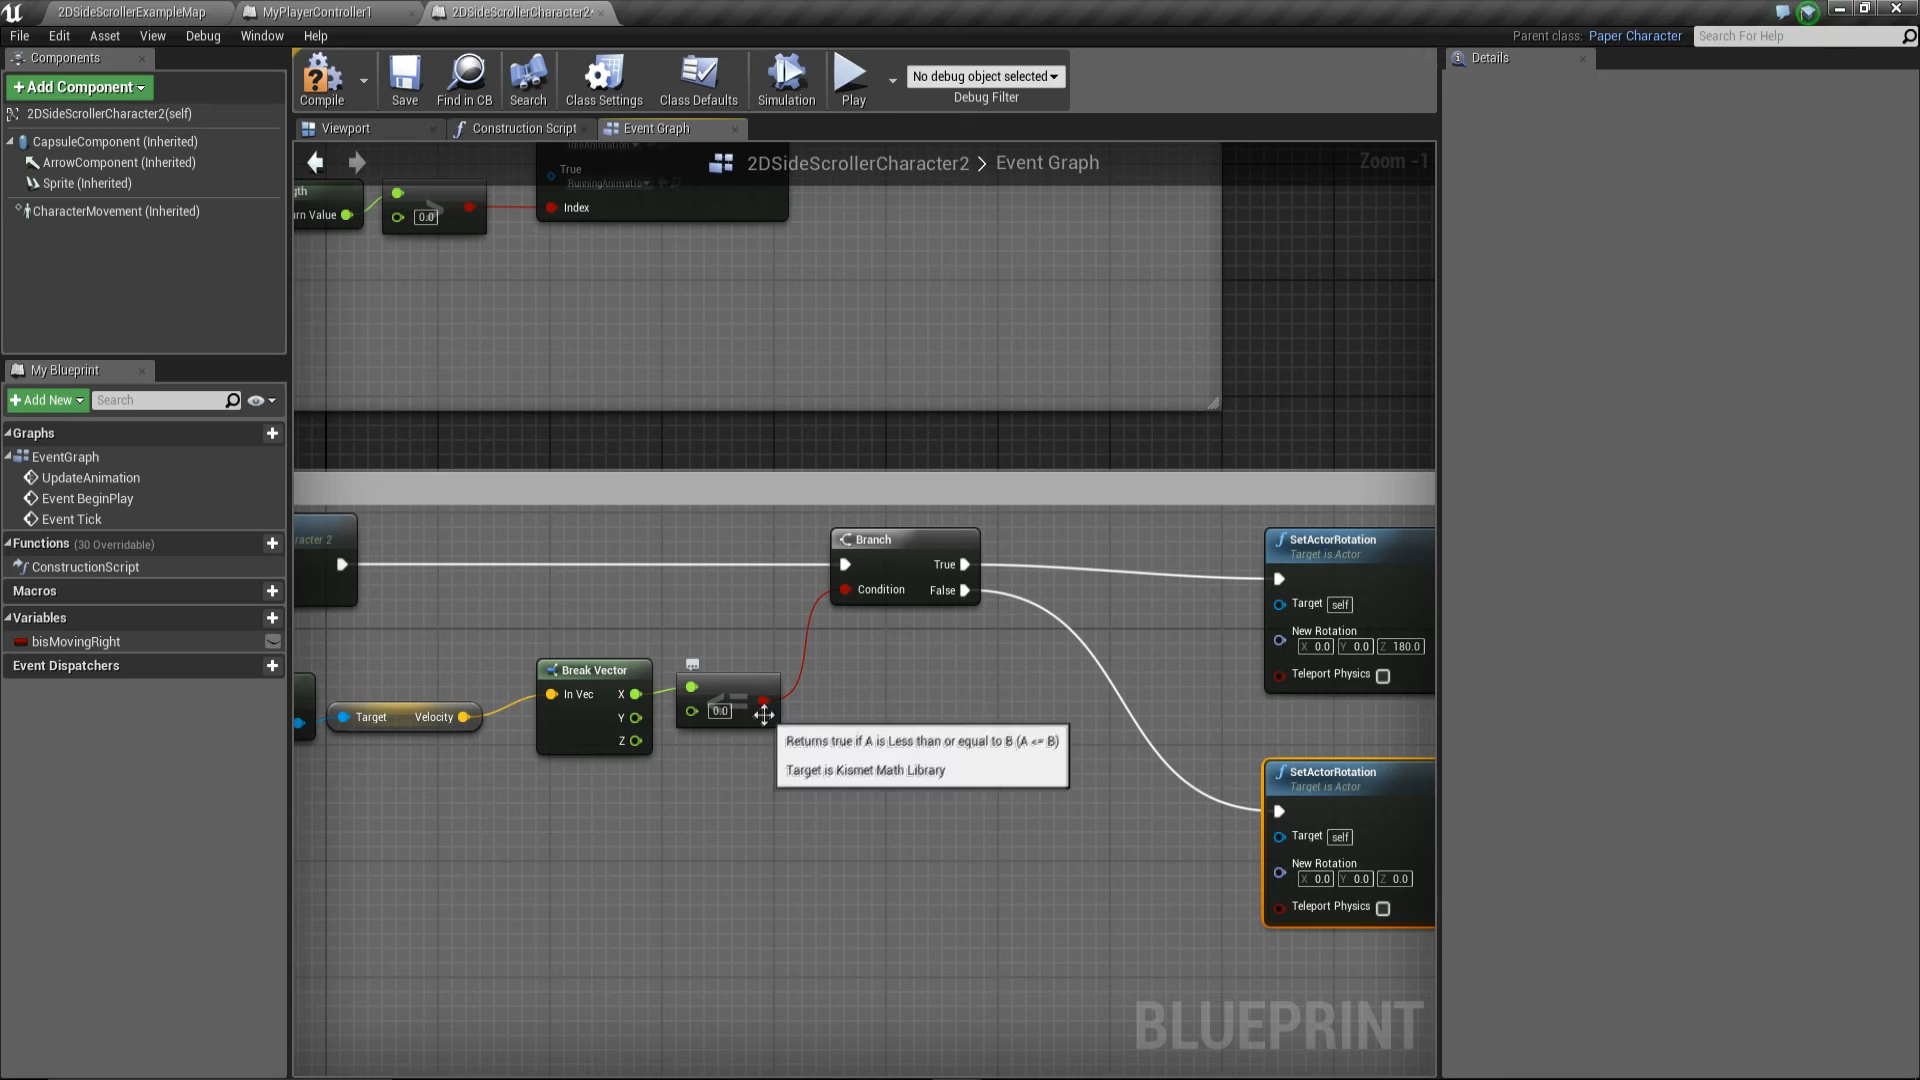 2DSideScrollerExampleMap
MyPlayerController1
2DSideScrollerCharacter2*
File Edit Asset View Debug Window Help
Parent class: Paper Character
Search For Help
Components
Details
+Add Component
2DSideScrollerCharacter2(self)
CapsuleComponent (Inherited)
ArrowComponent (Inherited)
Sprite (Inherited)
CharacterMovement (Inherited)
Compile
Save
Find in CB
Search
Class Settings
Class Defaults
Simulation
Play
No debug object selected
Debug Filter
Viewport
Construction Script
Event Graph
2DSideScrollerCharacter2 > Event Graph
Zoom -1
My Blueprint
+Add New
Search
Graphs
EventGraph
UpdateAnimation
Event BeginPlay
Event Tick
Functions (30 Overridable)
ConstructionScript
Macros
Variables
bisMovingRight
Event Dispatchers
IdleAnimation
True
RunningAnimatio
Index
gth
rn Value
>
0.0
racter 2
Branch
True
Condition
False
Target
Velocity
Break Vector
In Vec
X
Y
Z
<=
0.0
Returns true if A is Less than or equal to B (A <= B)
Target is Kismet Math Library
SetActorRotation
Target is Actor
Target self
New Rotation
X 0.0 Y 0.0 Z 180.0
Teleport Physics
SetActorRotation
Target is Actor
Target self
New Rotation
X 0.0 Y 0.0 Z 0.0
Teleport Physics
BLUEPRINT